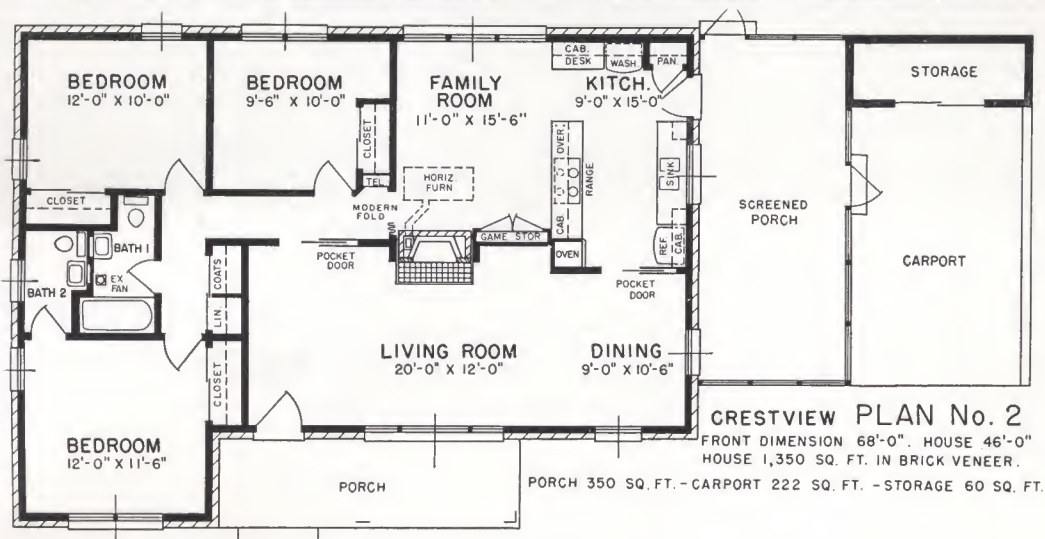 BEDROOM
12'-0" X 10'-0"
BEDROOM
9'-6" X 10'-0"
CLOSET
TEL
FAMILY
ROOM
11'-0" X 15'-6"
CAB.
DESK
WASH
PAN.
KITCH.
9'-0" X 15'-0"
STORAGE
CLOSET
HORIZ.
FURN
MODERN
FOLD
CAB.
OVER
RANGE
SINK
SCREENED
PORCH
CARPORT
BATH 1
EX
FAN
BATH 2
COATS
LIN.
POCKET
DOOR
GAME STOR
OVEN
REF
CAB.
POCKET
DOOR
LIVING ROOM
20'-0" X 12'-0"
DINING
9'-0" X 10'-6"
CLOSET
BEDROOM
12'-0" X 11'-6"
PORCH
CRESTVIEW PLAN No. 2
FRONT DIMENSION 68'-0". HOUSE 46'-0"
HOUSE 1,350 SQ. FT. IN BRICK VENEER.
PORCH 350 SQ. FT. - CARPORT 222 SQ. FT. - STORAGE 60 SQ. FT.